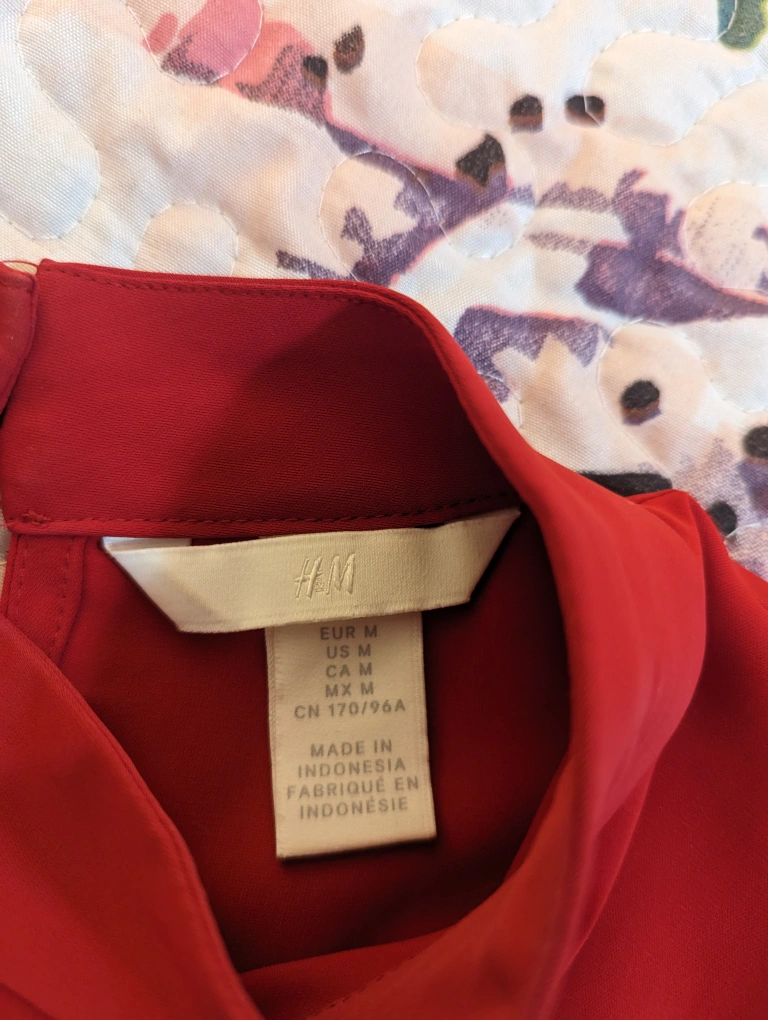 H&M
EUR M
US M
CA M
MX M
CN 170/96A
MADE IN
INDONESIA
FABRIQUÉ EN
INDONÉSIE